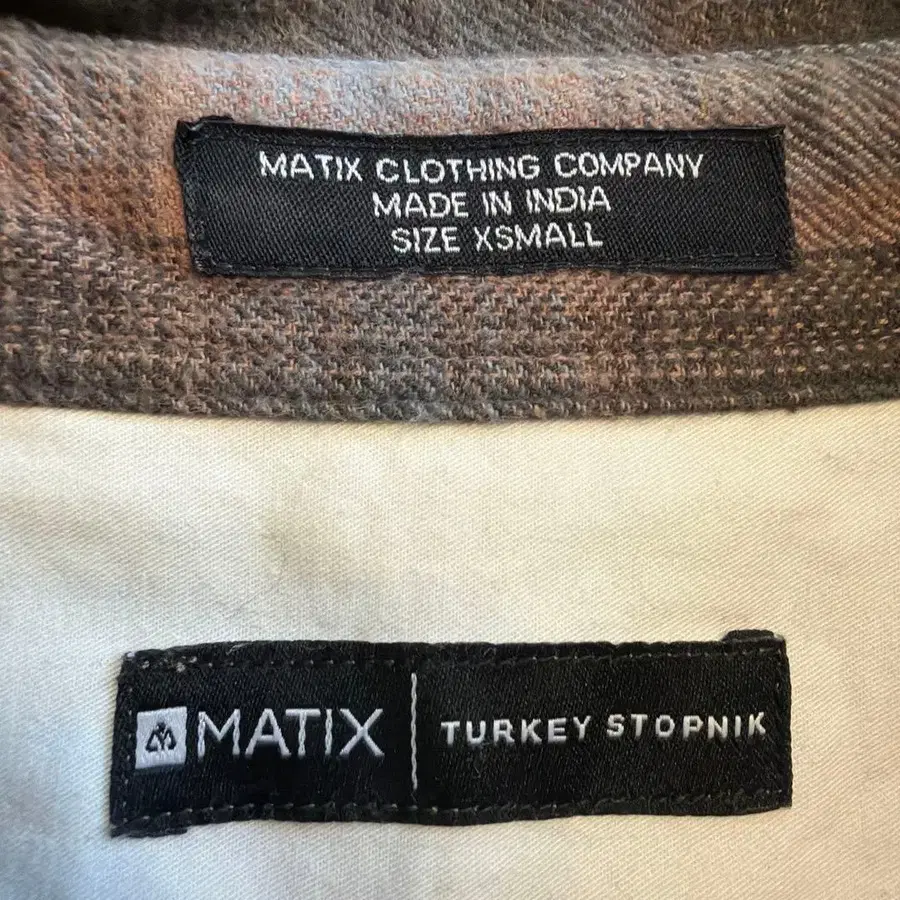 MATIX CLOTHING COMPANY
MADE IN INDIA
SIZE XSMALL
MATIX | TURKEY STOPNIK